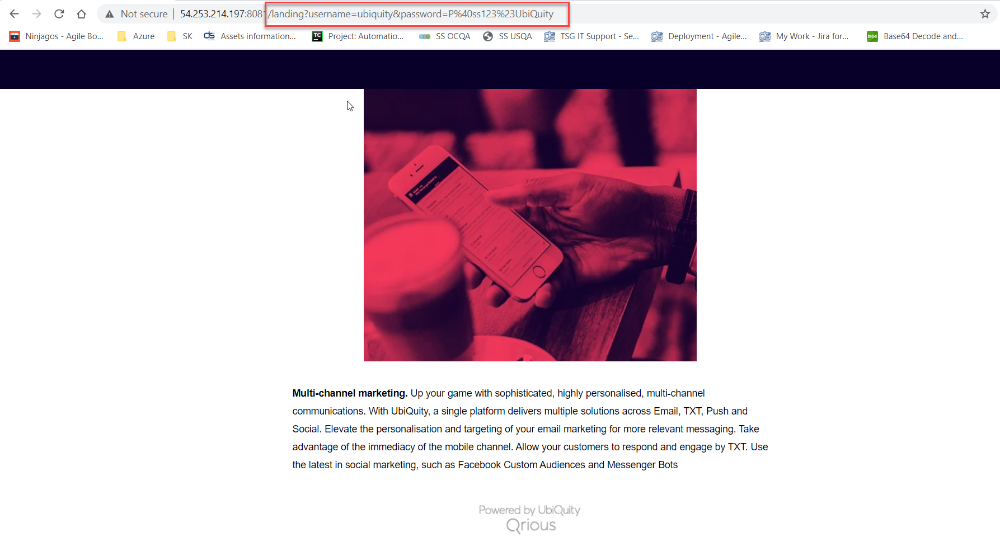 Not secure | 54.253.214.197:8081/landing?username=ubiquity&password=P%40ss123%23UbiQuity
Ninjagos - Agile Bo... Azure SK Assets information... TC Project: Automatio... SS OCQA SS USQA TSG IT Support - Se... Deployment - Agile... My Work - Jira for... B64 Base64 Decode and...
Multi-channel marketing. Up your game with sophisticated, highly personalised, multi-channel
communications. With UbiQuity, a single platform delivers multiple solutions across Email, TXT, Push and
Social. Elevate the personalisation and targeting of your email marketing for more relevant messaging. Take
advantage of the immediacy of the mobile channel. Allow your customers to respond and engage by TXT. Use
the latest in social marketing, such as Facebook Custom Audiences and Messenger Bots
Powered by UbiQuity
Qrious